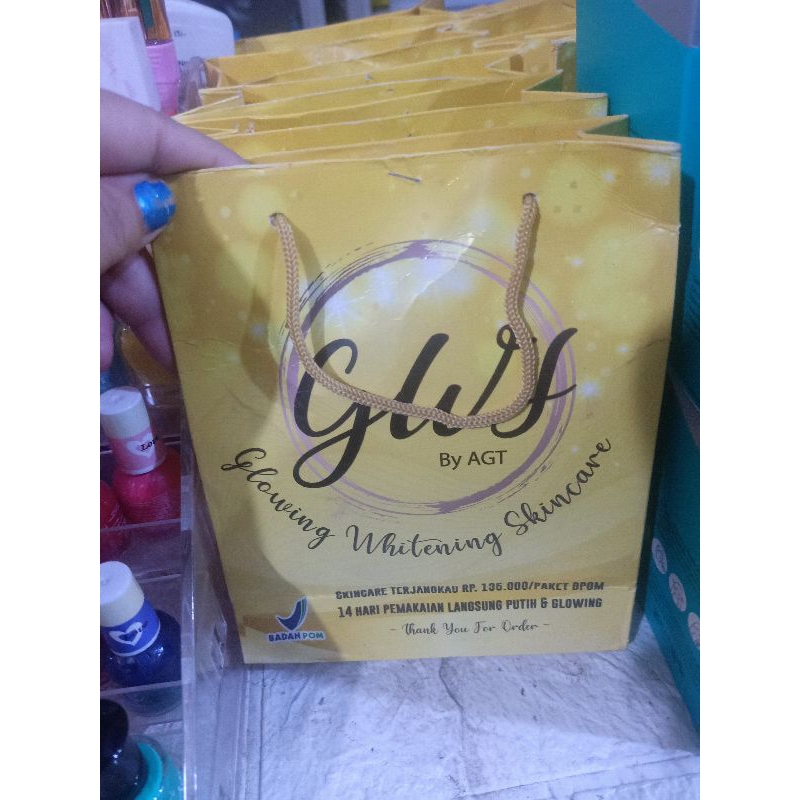 GWS
By AGT
Glowing Whitening Skincare
SKINCARE TERJANGKAU RP. 135.000/PAKET BPOM
14 HARI PEMAKAIAN LANGSUNG PUTIH & GLOWING
BADAN POM
- Thank You For Order -
Love